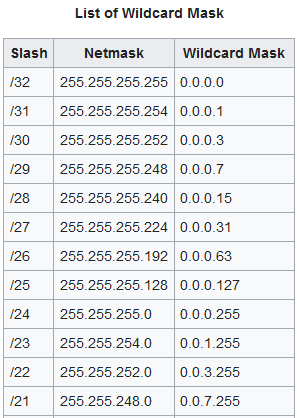 List of Wildcard Mask
Slash Netmask Wildcard Mask
/32 255.255.255.255 0.0.0.0
/31 255.255.255.254 0.0.0.1
/30 255.255.255.252 0.0.0.3
/29 255.255.255.248 0.0.0.7
/28 255.255.255.240 0.0.0.15
/27 255.255.255.224 0.0.0.31
/26 255.255.255.192 0.0.0.63
/25 255.255.255.128 0.0.0.127
/24 255.255.255.0 0.0.0.255
/23 255.255.254.0 0.0.1.255
/22 255.255.252.0 0.0.3.255
/21 255.255.248.0 0.0.7.255